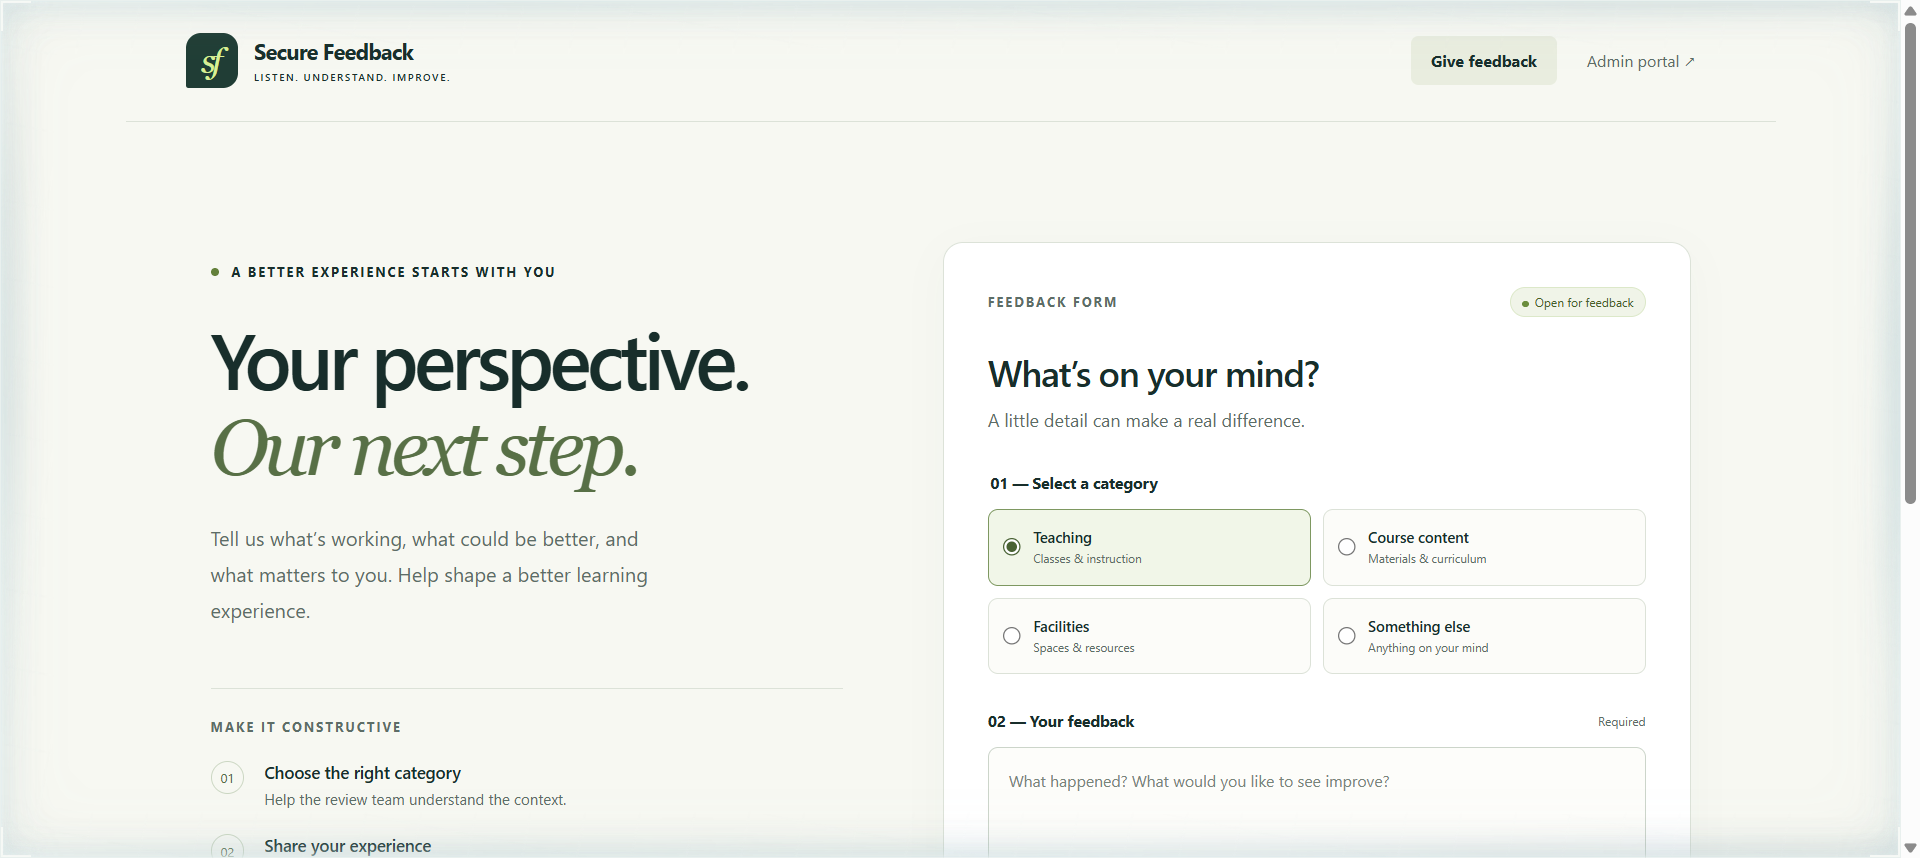 sf
Secure Feedback
LISTEN. UNDERSTAND. IMPROVE.
Give feedback
Admin portal ↗
A BETTER EXPERIENCE STARTS WITH YOU
Your perspective.
Our next step.
Tell us what’s working, what could be better, and
what matters to you. Help shape a better learning
experience.
MAKE IT CONSTRUCTIVE
01
Choose the right category
Help the review team understand the context.
02
Share your experience
FEEDBACK FORM
Open for feedback
What’s on your mind?
A little detail can make a real difference.
01 — Select a category
Teaching
Classes & instruction
Course content
Materials & curriculum
Facilities
Spaces & resources
Something else
Anything on your mind
02 — Your feedback
Required
What happened? What would you like to see improve?